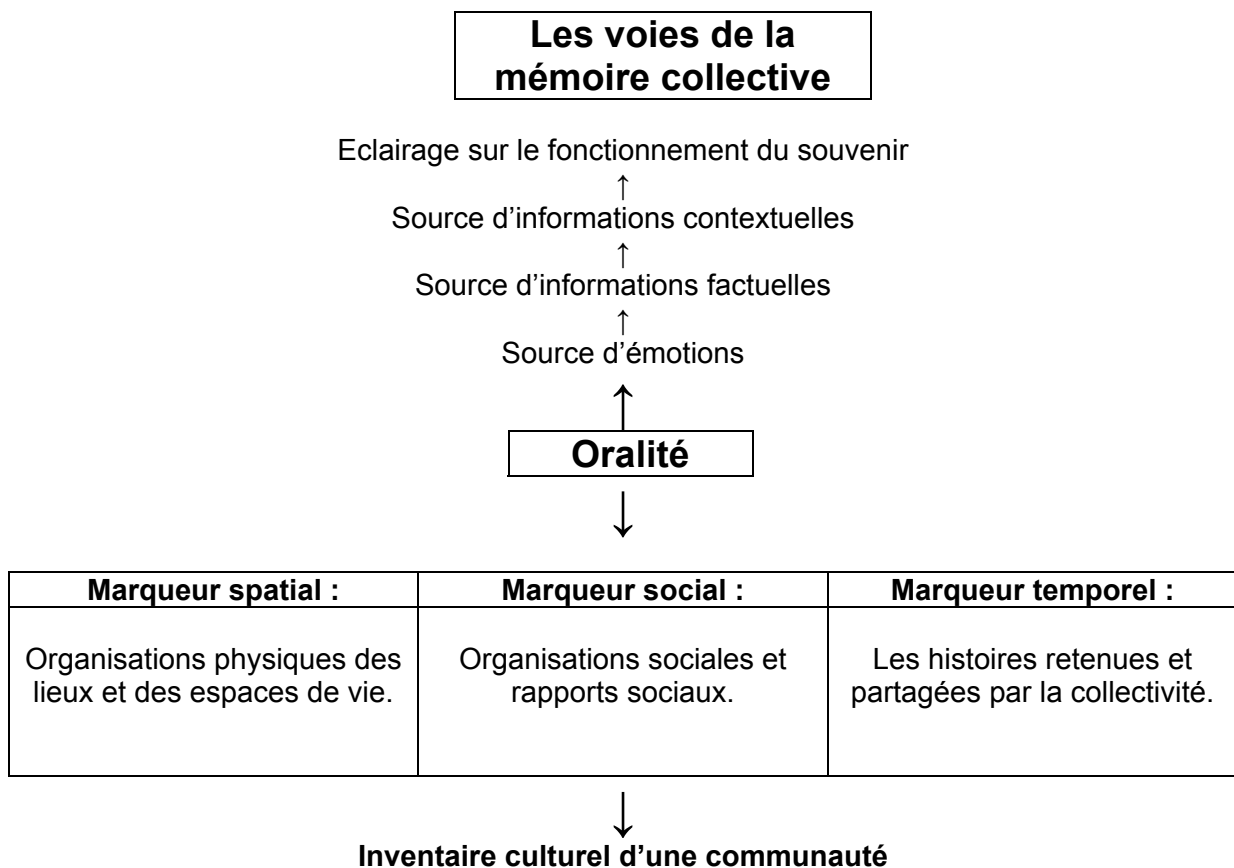 Les voies de la
mémoire collective
Eclairage sur le fonctionnement du souvenir
↑
Source d’informations contextuelles
↑
Source d’informations factuelles
↑
Source d’émotions
↑
Oralité
↓
Marqueur spatial :
Organisations physiques des
lieux et des espaces de vie.
Marqueur social :
Organisations sociales et
rapports sociaux.
Marqueur temporel :
Les histoires retenues et
partagées par la collectivité.
↓
Inventaire culturel d’une communauté